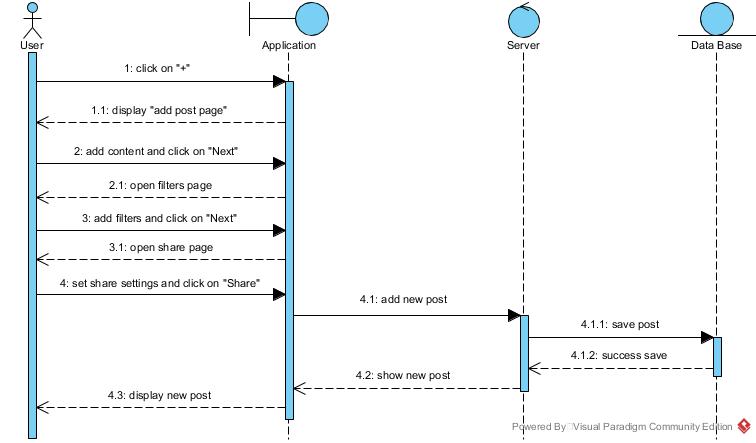 User
Application
Server
Data Base
1: click on "+"
1.1: display "add post page"
2: add content and click on "Next"
2.1: open filters page
3: add filters and click on "Next"
3.1: open share page
4: set share settings and click on "Share"
4.1: add new post
4.1.1: save post
4.1.2: success save
4.2: show new post
4.3: display new post
Powered By Visual Paradigm Community Edition